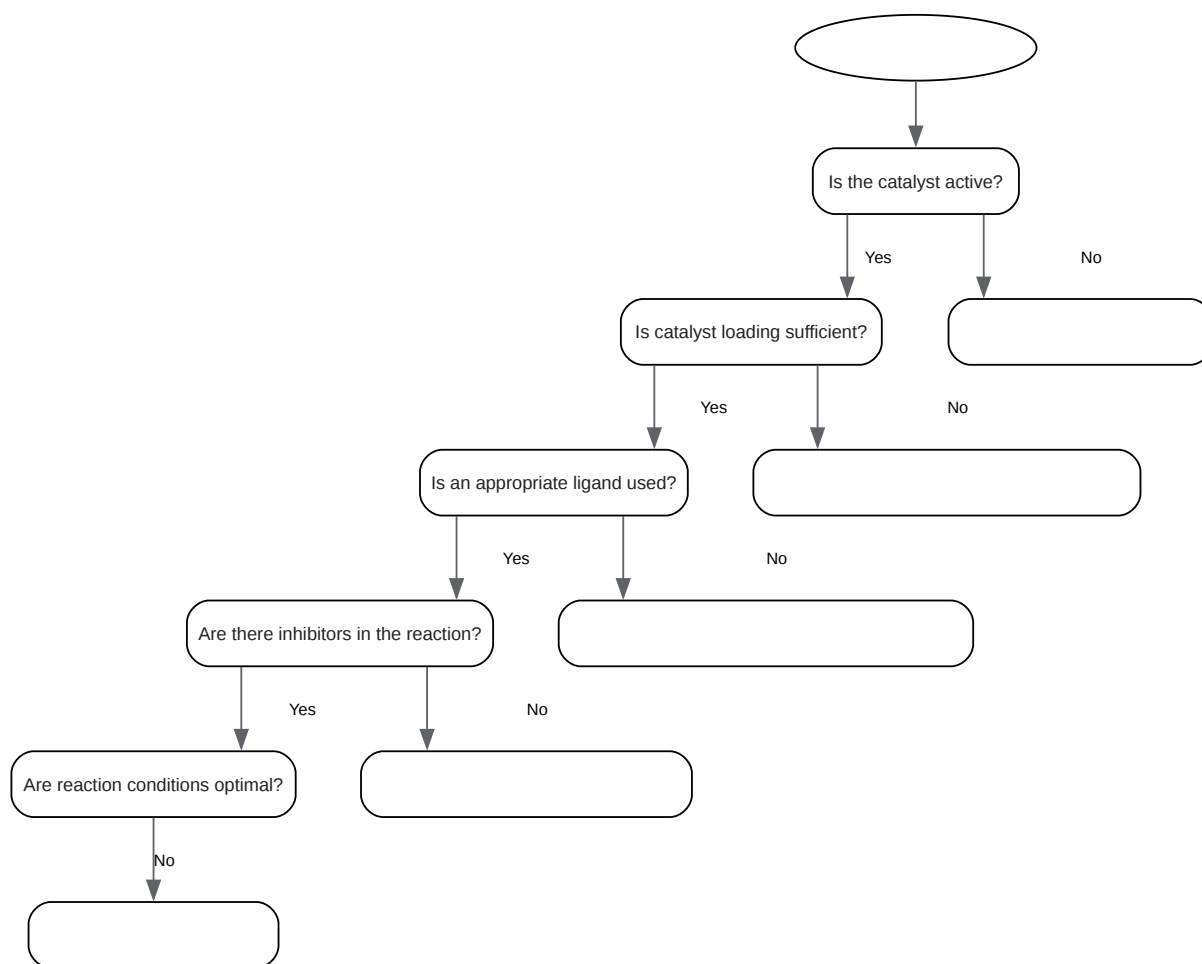 Is the catalyst active?
Yes
No
Is catalyst loading sufficient?
Yes
No
Is an appropriate ligand used?
Yes
No
Are there inhibitors in the reaction?
Yes
No
Are reaction conditions optimal?
No